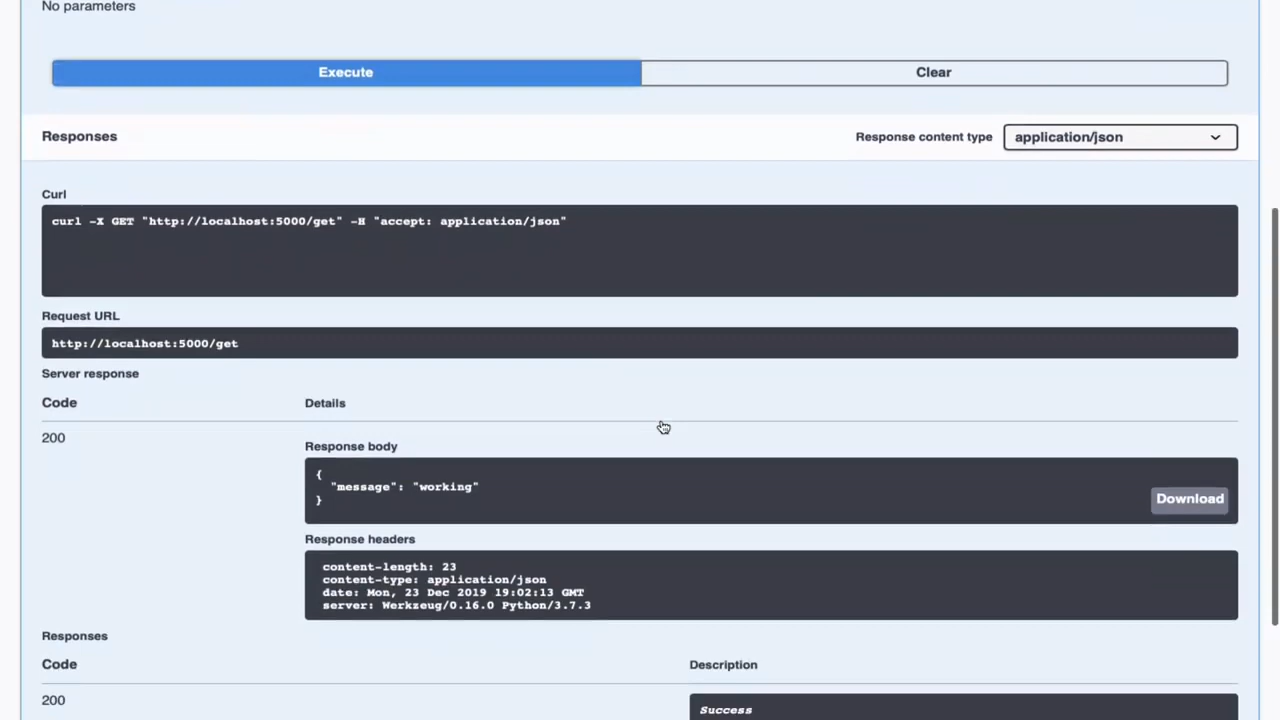 No parameters
Execute
Clear
Responses
Response content type
application/json
Curl
curl -X GET "http://localhost:5000/get" -H "accept: application/json"
Request URL
http://localhost:5000/get
Server response
Code
Details
200
Response body
{
"message": "working"
}
Download
Response headers
content-length: 23
content-type: application/json
date: Mon, 23 Dec 2019 19:02:13 GMT
server: Werkzeug/0.16.0 Python/3.7.3
Responses
Code
Description
200
Success